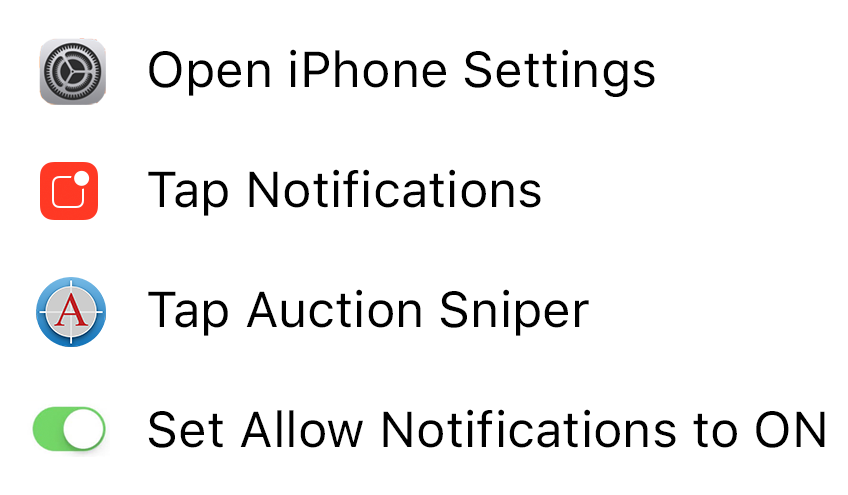 Open iPhone Settings
Tap Notifications
A Tap Auction Sniper
Set Allow Notifications to ON